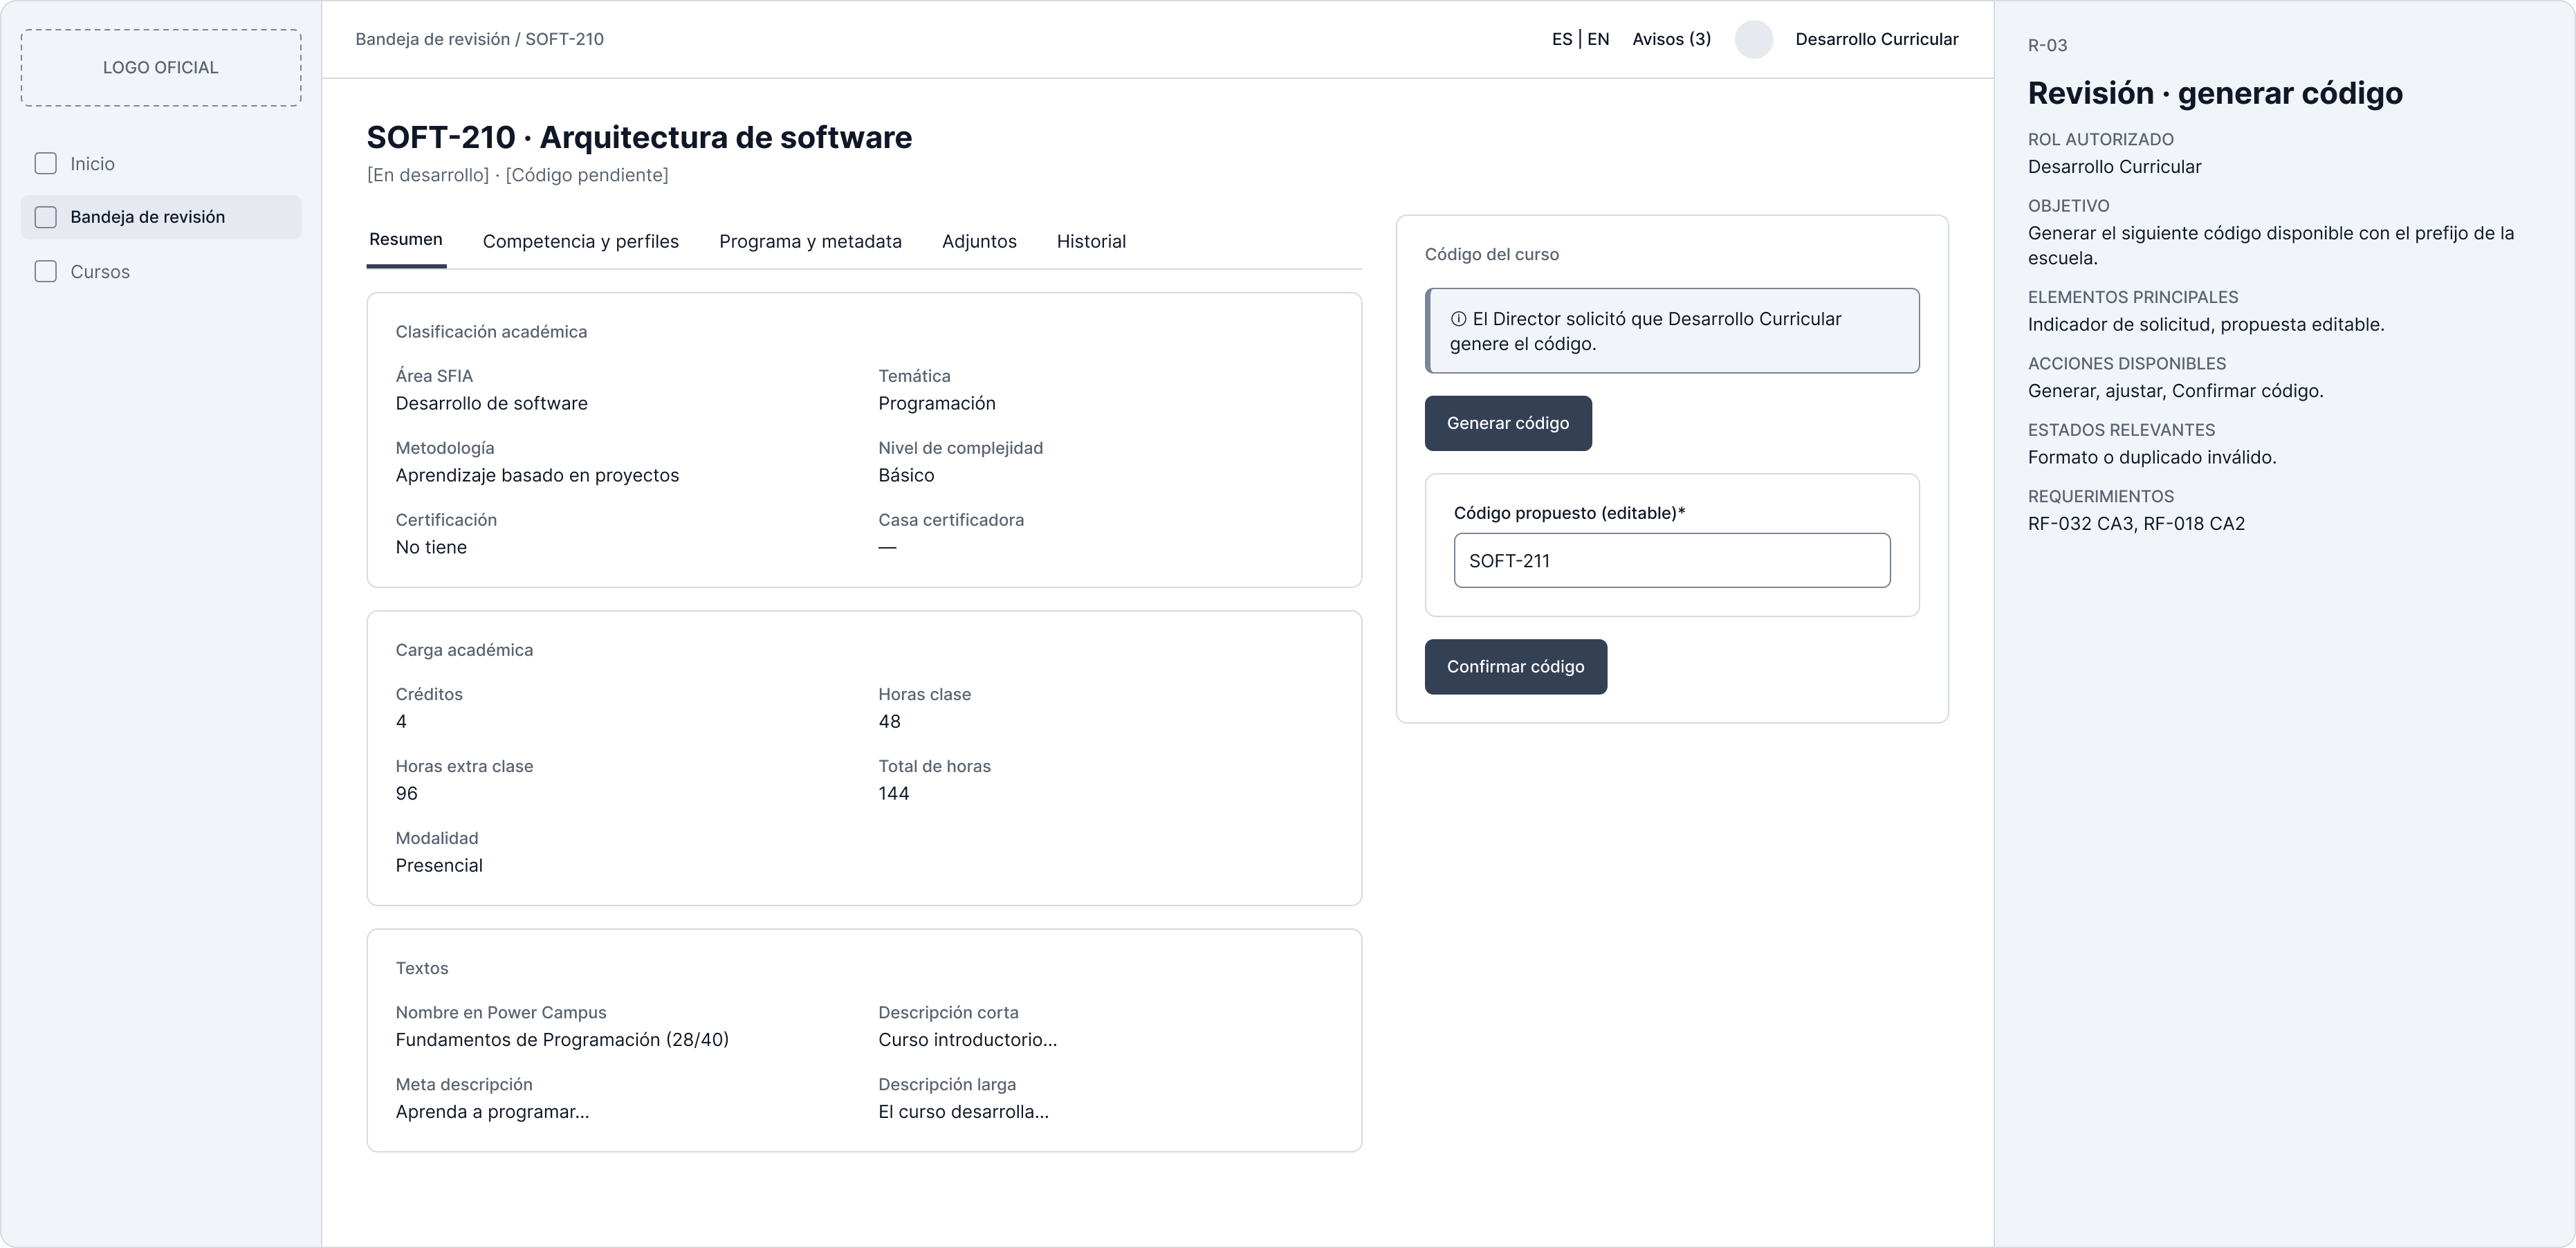 LOGO OFICIAL
Inicio
Bandeja de revisión
Cursos
Bandeja de revisión / SOFT-210
ES | EN
Avisos (3)
Desarrollo Curricular
SOFT-210 · Arquitectura de software
[En desarrollo] · [Código pendiente]
Resumen
Competencia y perfiles
Programa y metadata
Adjuntos
Historial
Clasificación académica
Área SFIA
Desarrollo de software
Temática
Programación
Metodología
Aprendizaje basado en proyectos
Nivel de complejidad
Básico
Certificación
No tiene
Casa certificadora
—
Carga académica
Créditos
4
Horas clase
48
Horas extra clase
96
Total de horas
144
Modalidad
Presencial
Textos
Nombre en Power Campus
Fundamentos de Programación (28/40)
Descripción corta
Curso introductorio...
Meta descripción
Aprenda a programar...
Descripción larga
El curso desarrolla...
Código del curso
ⓘ El Director solicitó que Desarrollo Curricular
genere el código.
Generar código
Código propuesto (editable)*
SOFT-211
Confirmar código
R-03
Revisión · generar código
ROL AUTORIZADO
Desarrollo Curricular
OBJETIVO
Generar el siguiente código disponible con el prefijo de la
escuela.
ELEMENTOS PRINCIPALES
Indicador de solicitud, propuesta editable.
ACCIONES DISPONIBLES
Generar, ajustar, Confirmar código.
ESTADOS RELEVANTES
Formato o duplicado inválido.
REQUERIMIENTOS
RF-032 CA3, RF-018 CA2